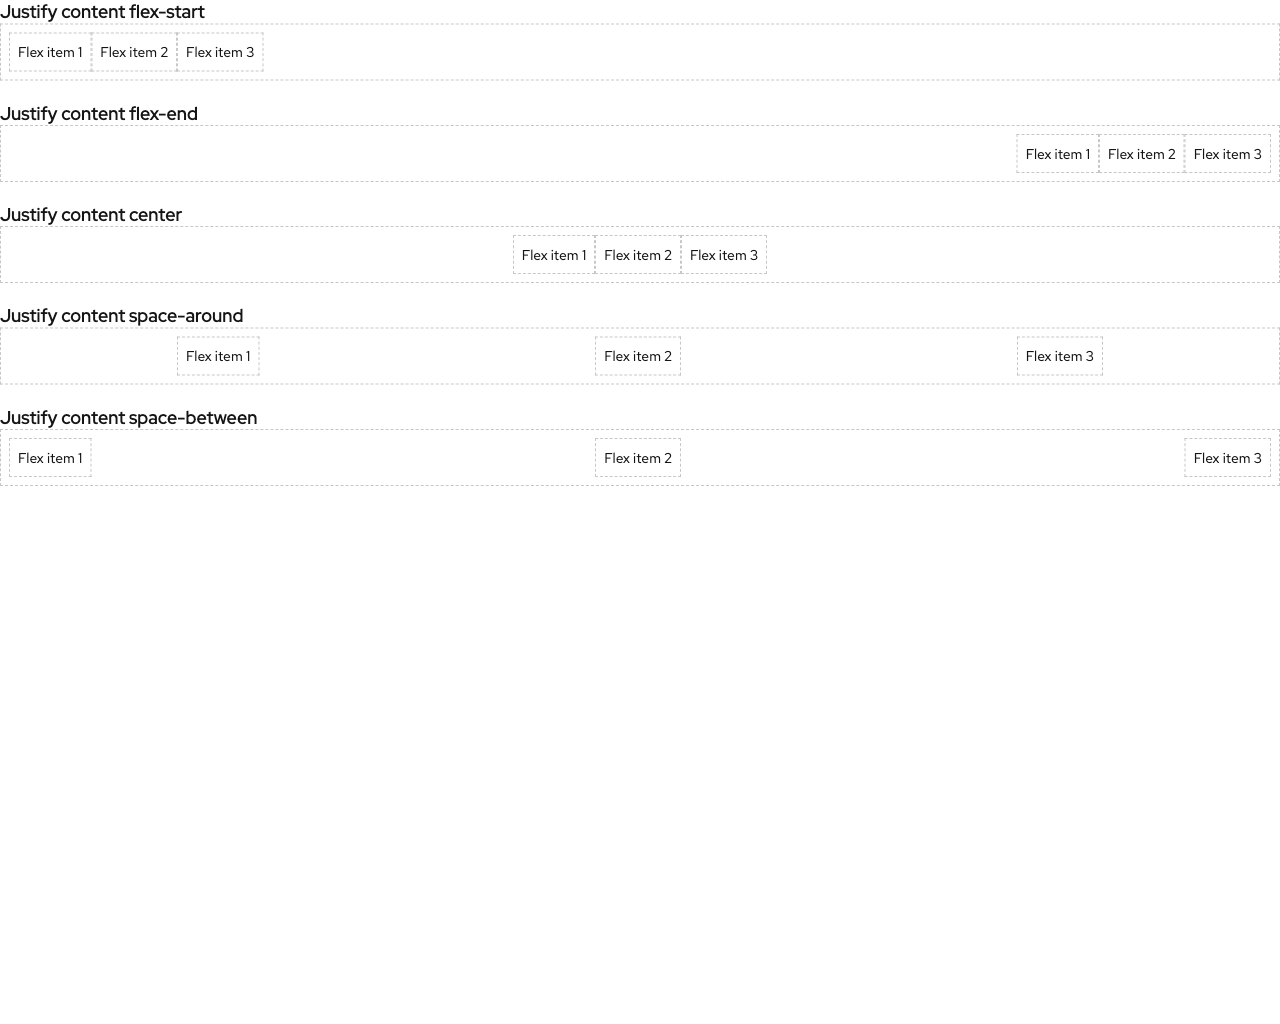 Justify content flex-start
Flex item 1 Flex item 2 Flex item 3
Justify content flex-end
Flex item 1 Flex item 2 Flex item 3
Justify content center
Flex item 1 Flex item 2 Flex item 3
Justify content space-around
Flex item 1 Flex item 2 Flex item 3
Justify content space-between
Flex item 1 Flex item 2 Flex item 3